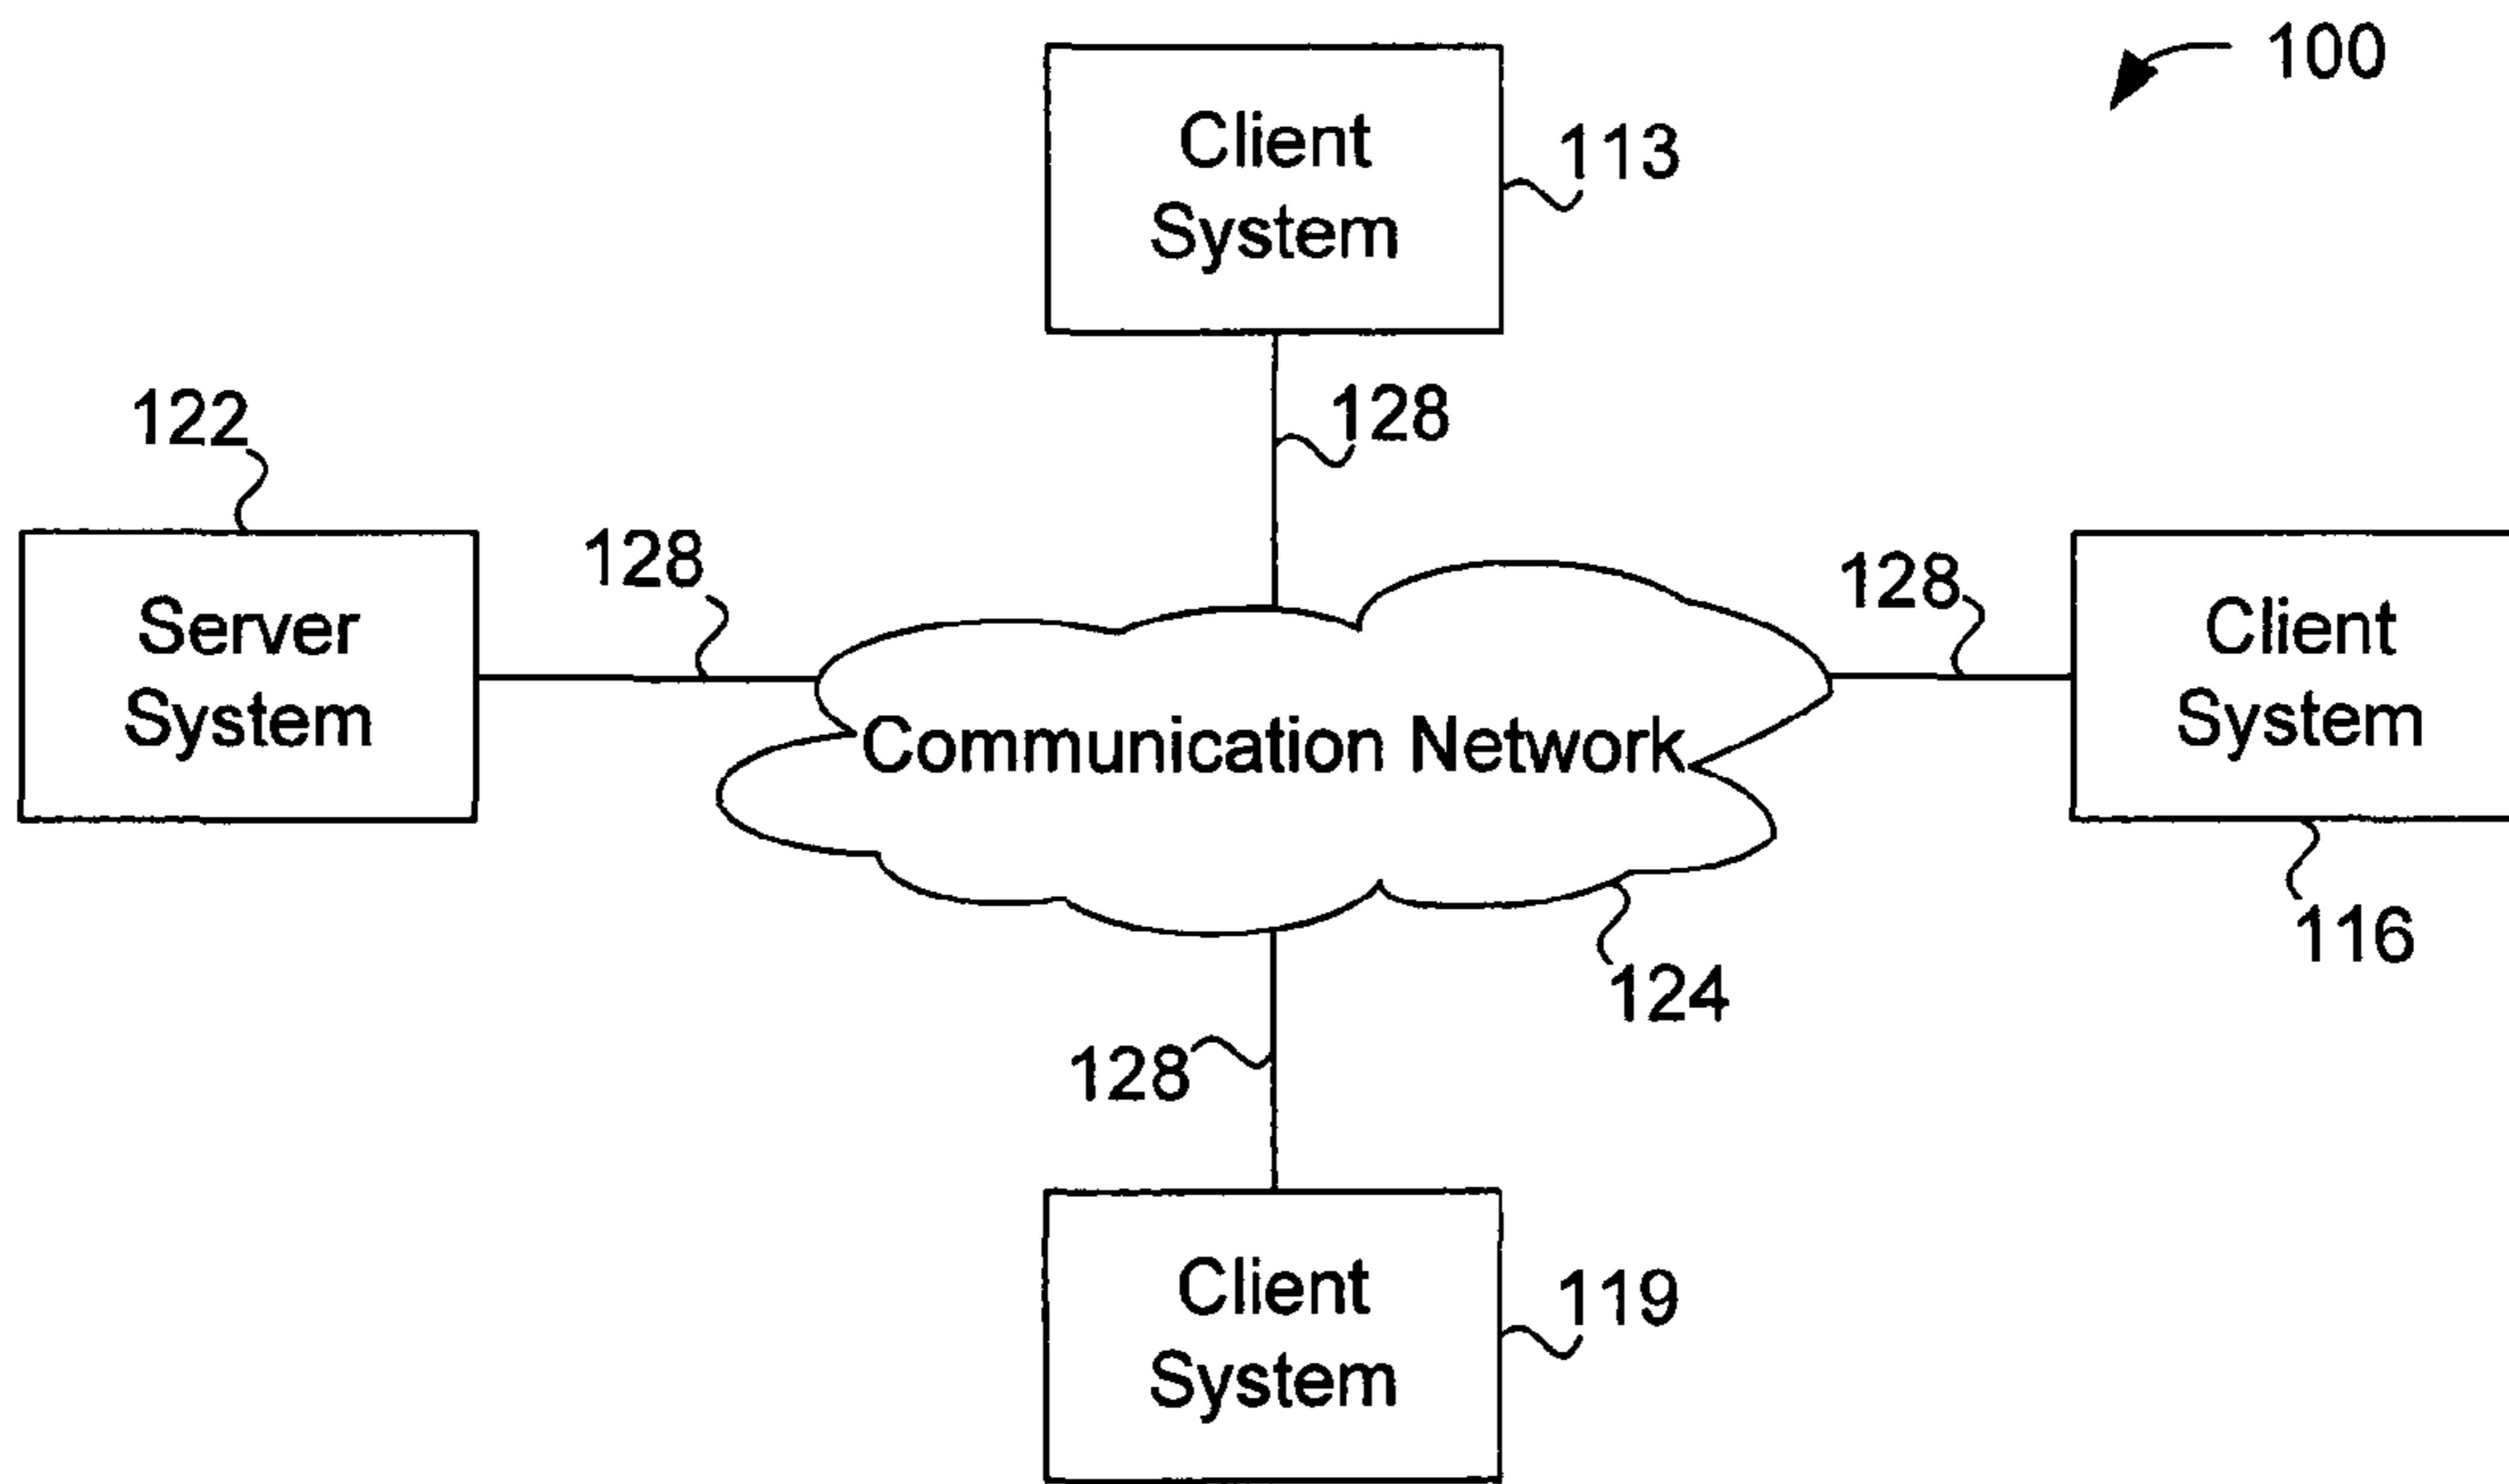 100
Client
System
113
128
122
Server
System
128
Communication Network
128
Client
System
116
124
128
Client
System
119